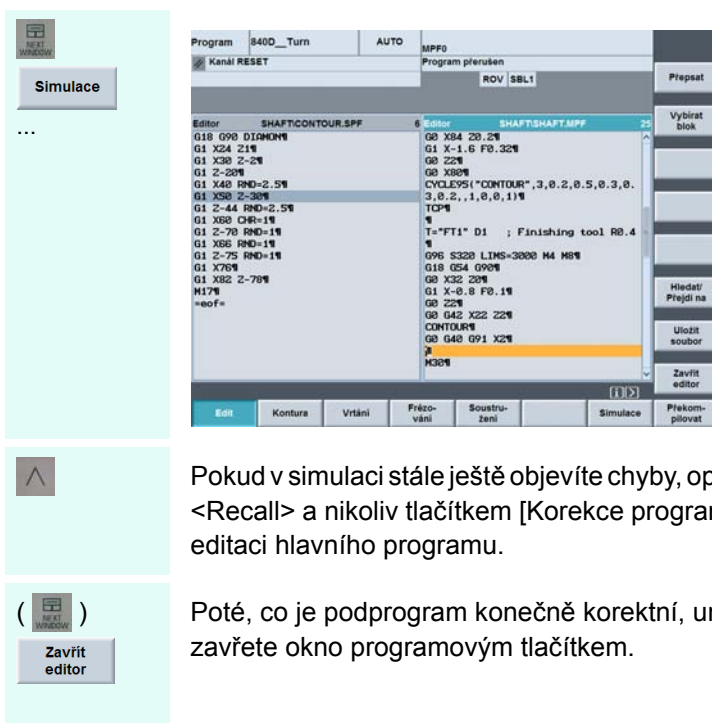 NEXT
WINDOW
Simulace
...
Program 840D__Turn AUTO
MPF0
Kanál RESET Program přerušen
ROV SBL1
Přepsat
Vybírat
blok
Hledat/
Přejdi na
Uložit
soubor
Zavřít
editor
Editor SHAFT\CONTOUR.SPF 6
G18 G90 DIAMON¶
G1 X24 Z1¶
G1 X30 Z-2¶
G1 Z-20¶
G1 X40 RND=2.5¶
G1 X50 Z-30¶
G1 Z-44 RND=2.5¶
G1 X60 CHR=1¶
G1 Z-70 RND=1¶
G1 X66 RND=1¶
G1 Z-75 RND=1¶
G1 X76¶
G1 X82 Z-78¶
M17¶
=eof=
Editor SHAFT\SHAFT.MPF 25
G0 X84 Z0.2¶
G1 X-1.6 F0.32¶
G0 Z2¶
G0 X80¶
CYCLE95("CONTOUR",3,0.2,0.5,0.3,0.
3,0.2,,1,0,0,1)¶
TCP¶
¶
T="FT1" D1 ; Finishing tool R0.4
¶
G96 S320 LIMS=3000 M4 M8¶
G18 G54 G90¶
G0 X32 Z0¶
G1 X-0.8 F0.1¶
G0 Z2¶
G0 G42 X22 Z2¶
CONTOUR¶
G0 G40 G91 X2¶
¶
M30¶
Edit Kontura Vrtání Frézo-
vání Soustru-
žení Simulace Překom-
pilovat
Pokud v simulaci stále ještě objevíte chyby, op
<Recall> a nikoliv tlačítkem [Korekce progra
editaci hlavního programu.
( NEXT
WINDOW )
Zavřít
editor
Poté, co je podprogram konečně korektní, u
zavřete okno programovým tlačítkem.